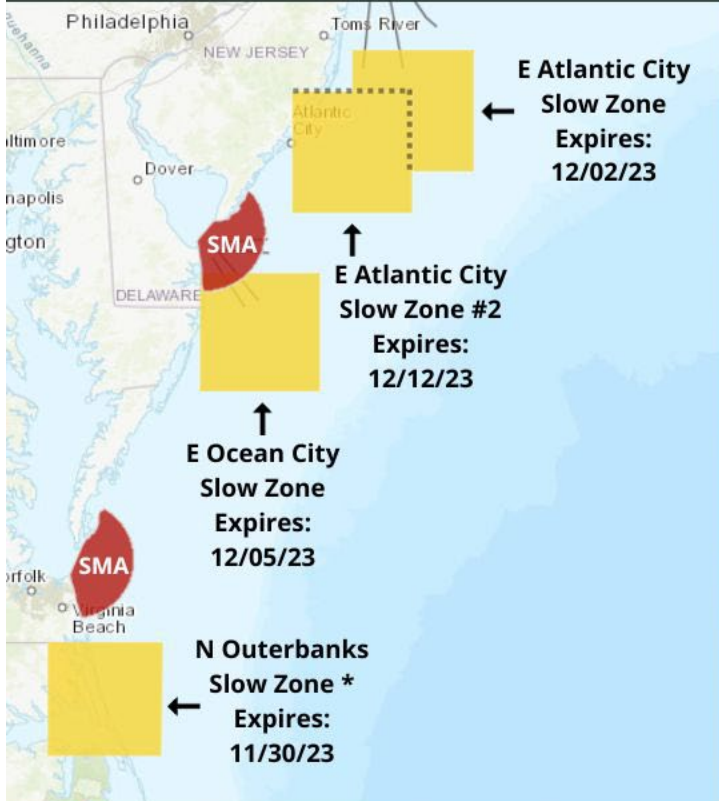 Philadelphia
Toms River
NEW JERSEY
E Atlantic City
Slow Zone
Expires:
12/02/23
Atlantic
City
ltimore
Dover
napolis
gton
SMA
DELAWARE
E Atlantic City
Slow Zone #2
Expires:
12/12/23
E Ocean City
Slow Zone
Expires:
12/05/23
SMA
orfolk
Virginia
Beach
N Outerbanks
Slow Zone *
Expires:
11/30/23